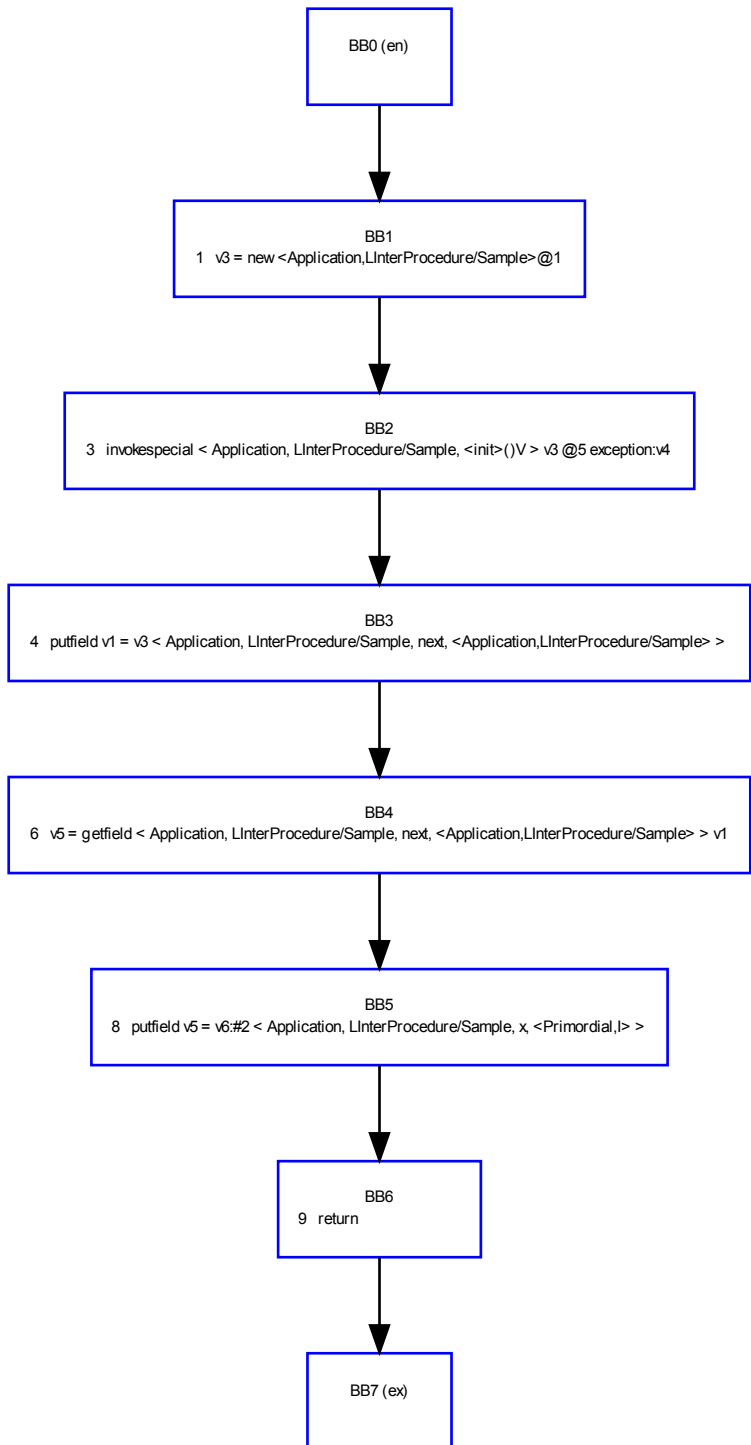 BB0 (en)
BB1
1 v3 = new <Application,LInterProcedure/Sample>@1
BB2
3 invokespecial < Application, LInterProcedure/Sample, <init>()V > v3 @5 exception:v4
BB3
4 putfield v1 = v3 < Application, LInterProcedure/Sample, next, <Application,LInterProcedure/Sample> >
BB4
6 v5 = getfield < Application, LInterProcedure/Sample, next, <Application,LInterProcedure/Sample> > v1
BB5
8 putfield v5 = v6:#2 < Application, LInterProcedure/Sample, x, <Primordial,I> >
BB6
9 return
BB7 (ex)